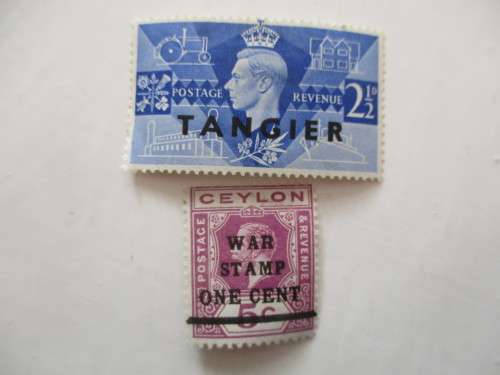 POSTAGE REVENUE 2½ᴰ
TANGIER
CEYLON
POSTAGE & REVENUE
WAR
STAMP
ONE CENT
5C